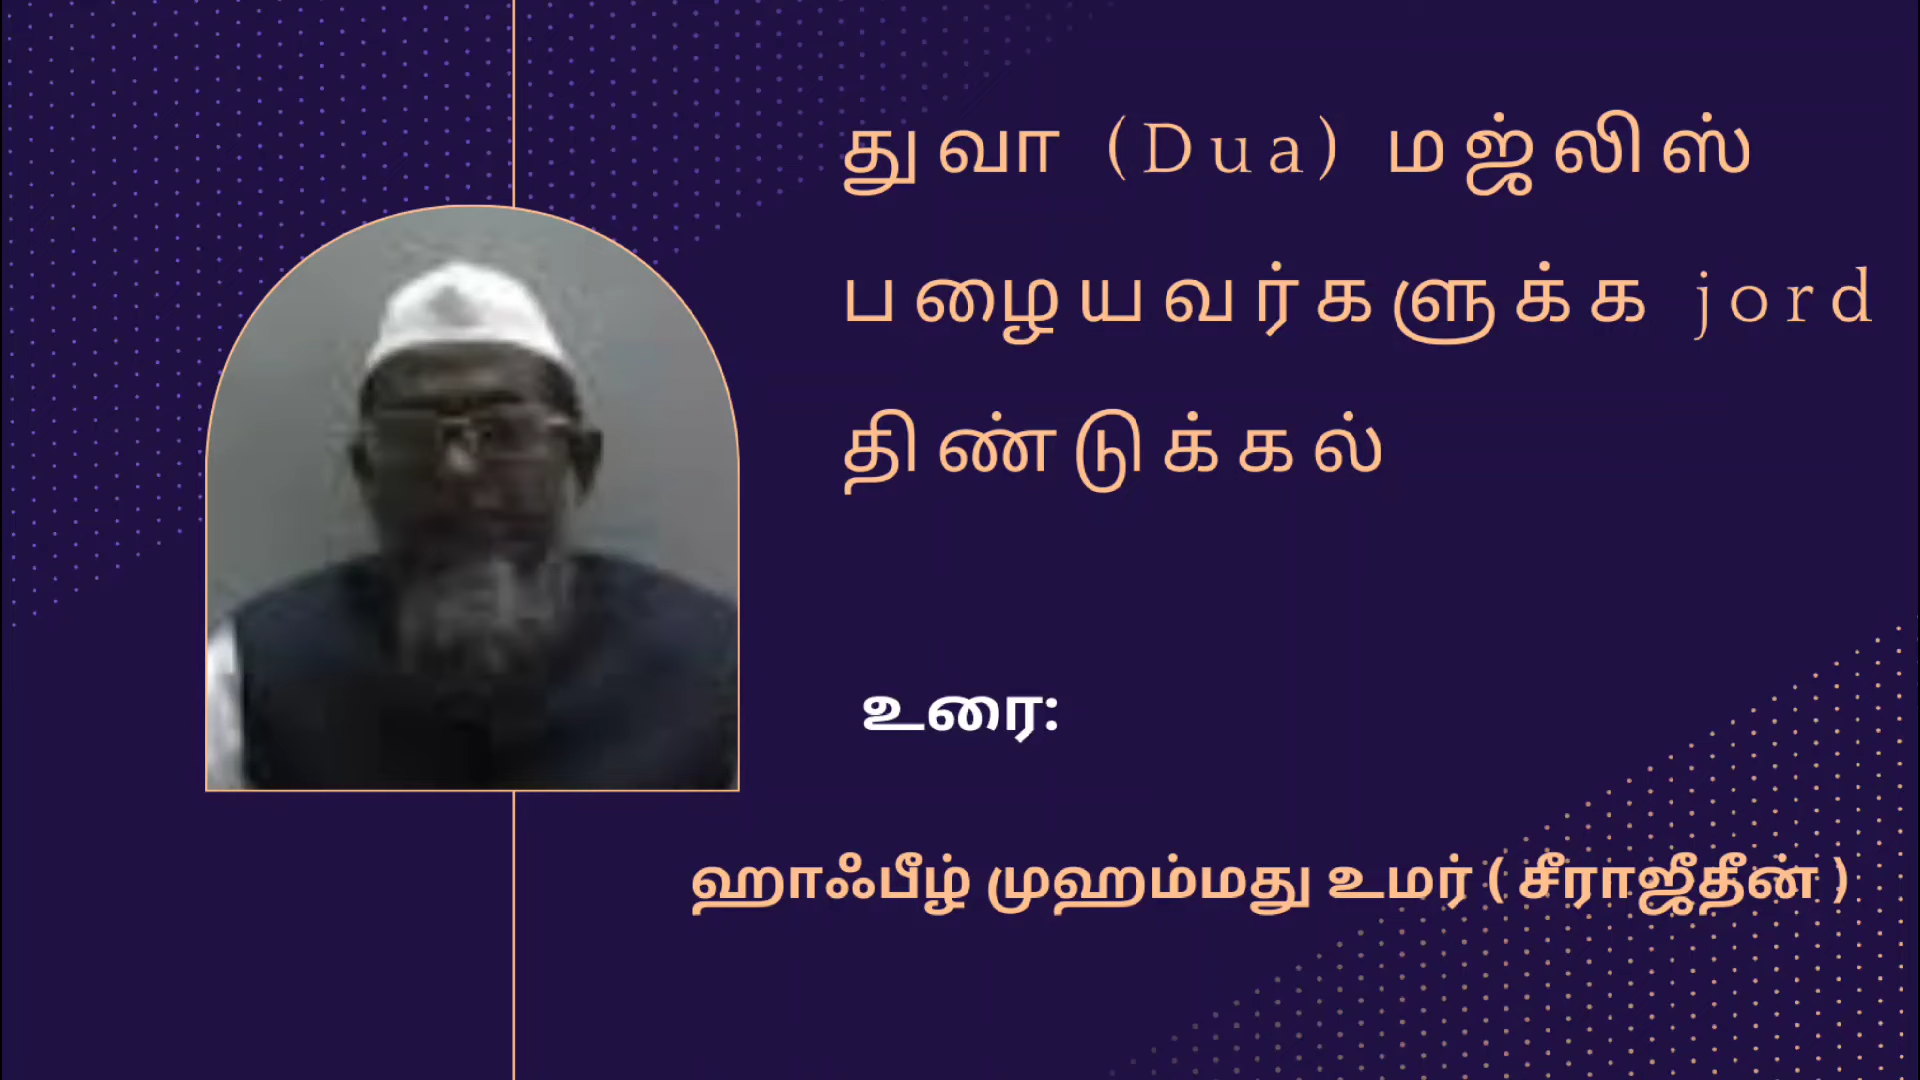 துவா (Dua) மஜ்லிஸ்
பழையவர்களுக்க jord
திண்டுக்கல்
உரை:
ஹாஃபீழ் முஹம்மது உமர் ( சீராஜீதீன் )